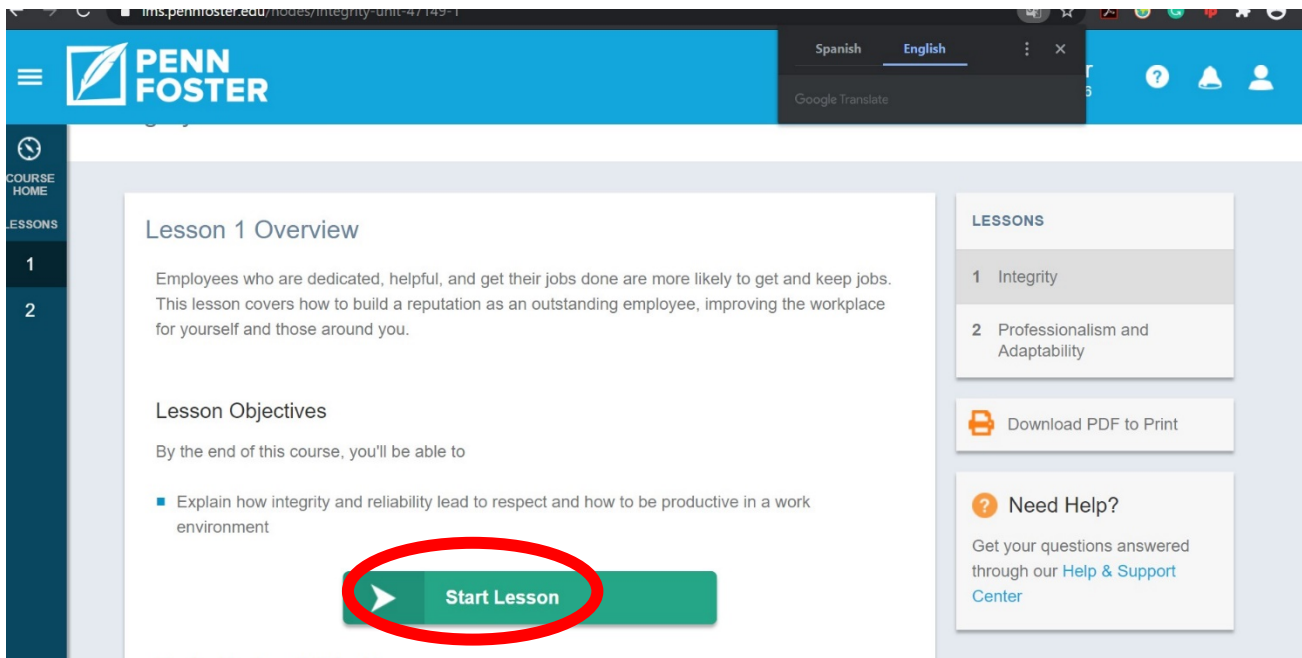 lms.pennfoster.edu/nodes/integrity-unit-47149-1
PENN
FOSTER
Spanish English
Google Translate
COURSE
HOME
LESSONS
1
2
Lesson 1 Overview
Employees who are dedicated, helpful, and get their jobs done are more likely to get and keep jobs.
This lesson covers how to build a reputation as an outstanding employee, improving the workplace
for yourself and those around you.
Lesson Objectives
By the end of this course, you'll be able to
Explain how integrity and reliability lead to respect and how to be productive in a work
environment
Start Lesson
LESSONS
1 Integrity
2 Professionalism and
Adaptability
Download PDF to Print
Need Help?
Get your questions answered
through our Help & Support
Center